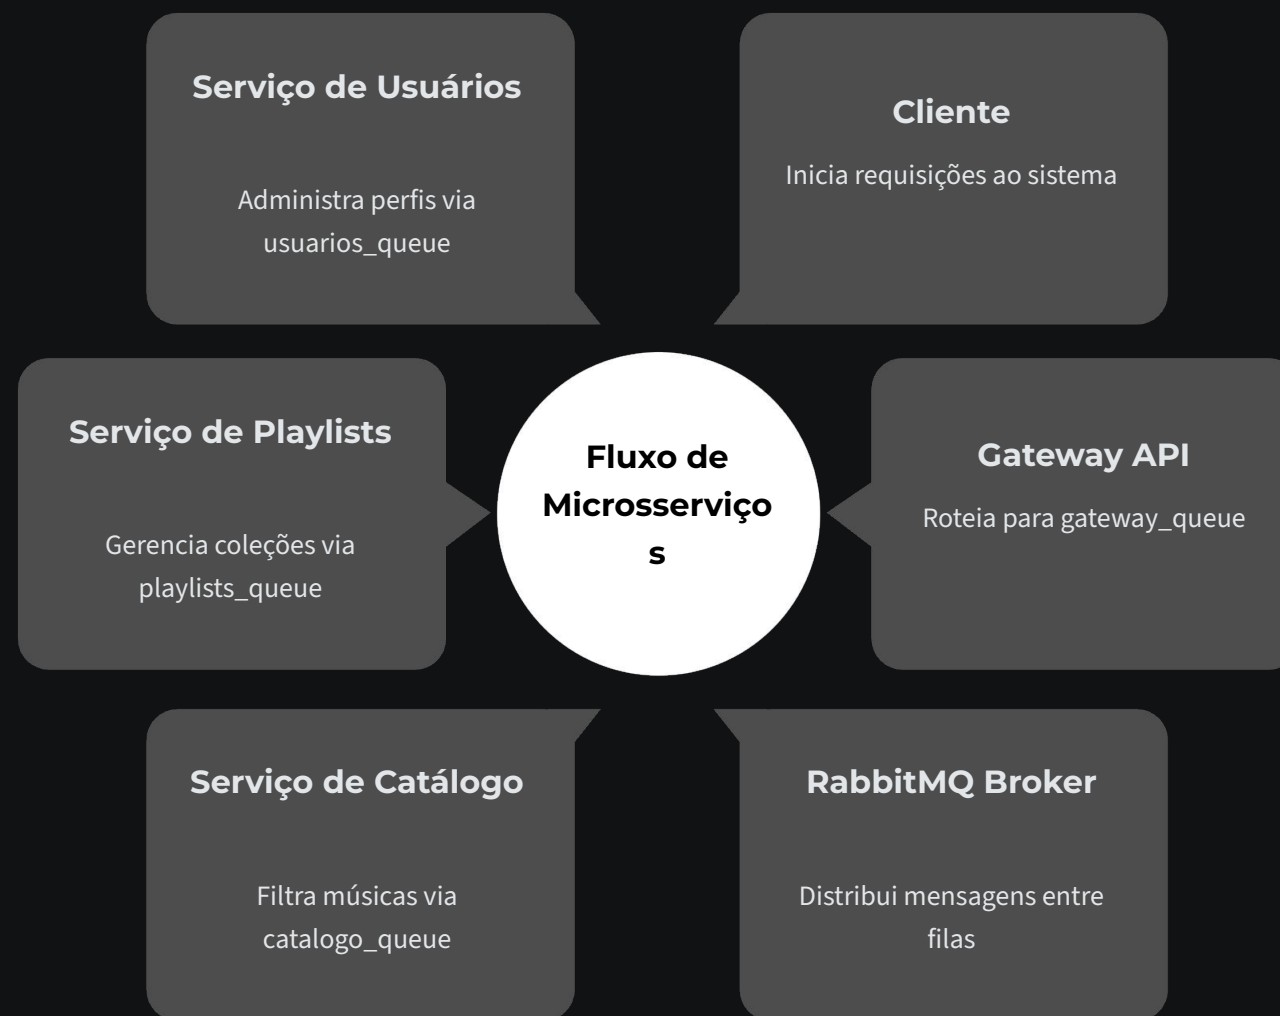 Serviço de Usuários
Administra perfis via
usuarios_queue
Cliente
Inicia requisições ao sistema
Serviço de Playlists
Gerencia coleções via
playlists_queue
Fluxo de
Microsserviço
s
Gateway API
Roteia para gateway_queue
Serviço de Catálogo
Filtra músicas via
catalogo_queue
RabbitMQ Broker
Distribui mensagens entre
filas